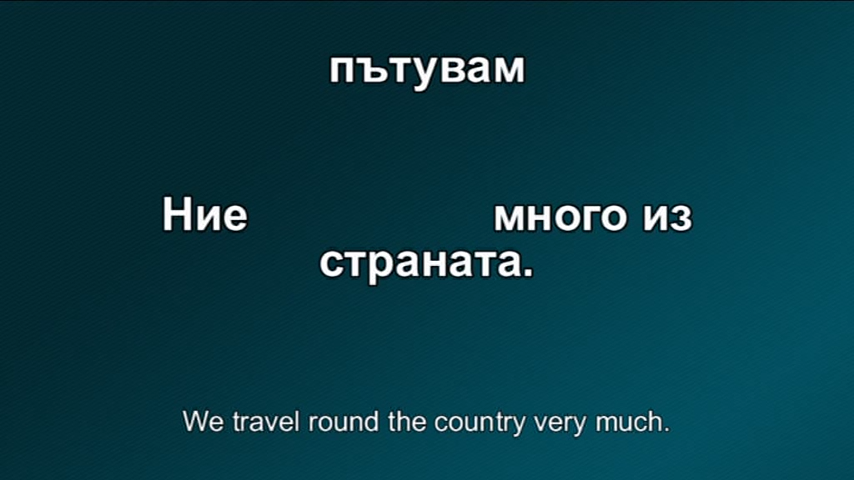 пътувам
Ние много из
страната.
We travel round the country very much.